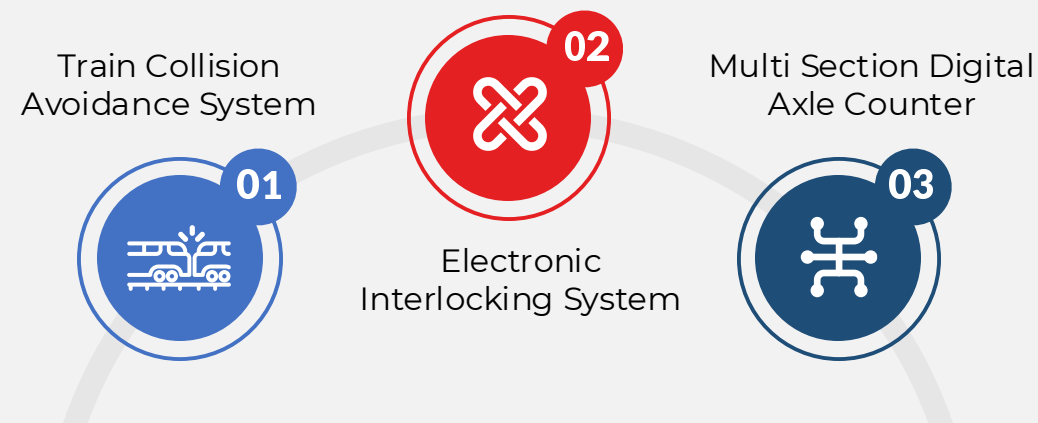 Train Collision
Avoidance System
01
02
Electronic
Interlocking System
Multi Section Digital
Axle Counter
03